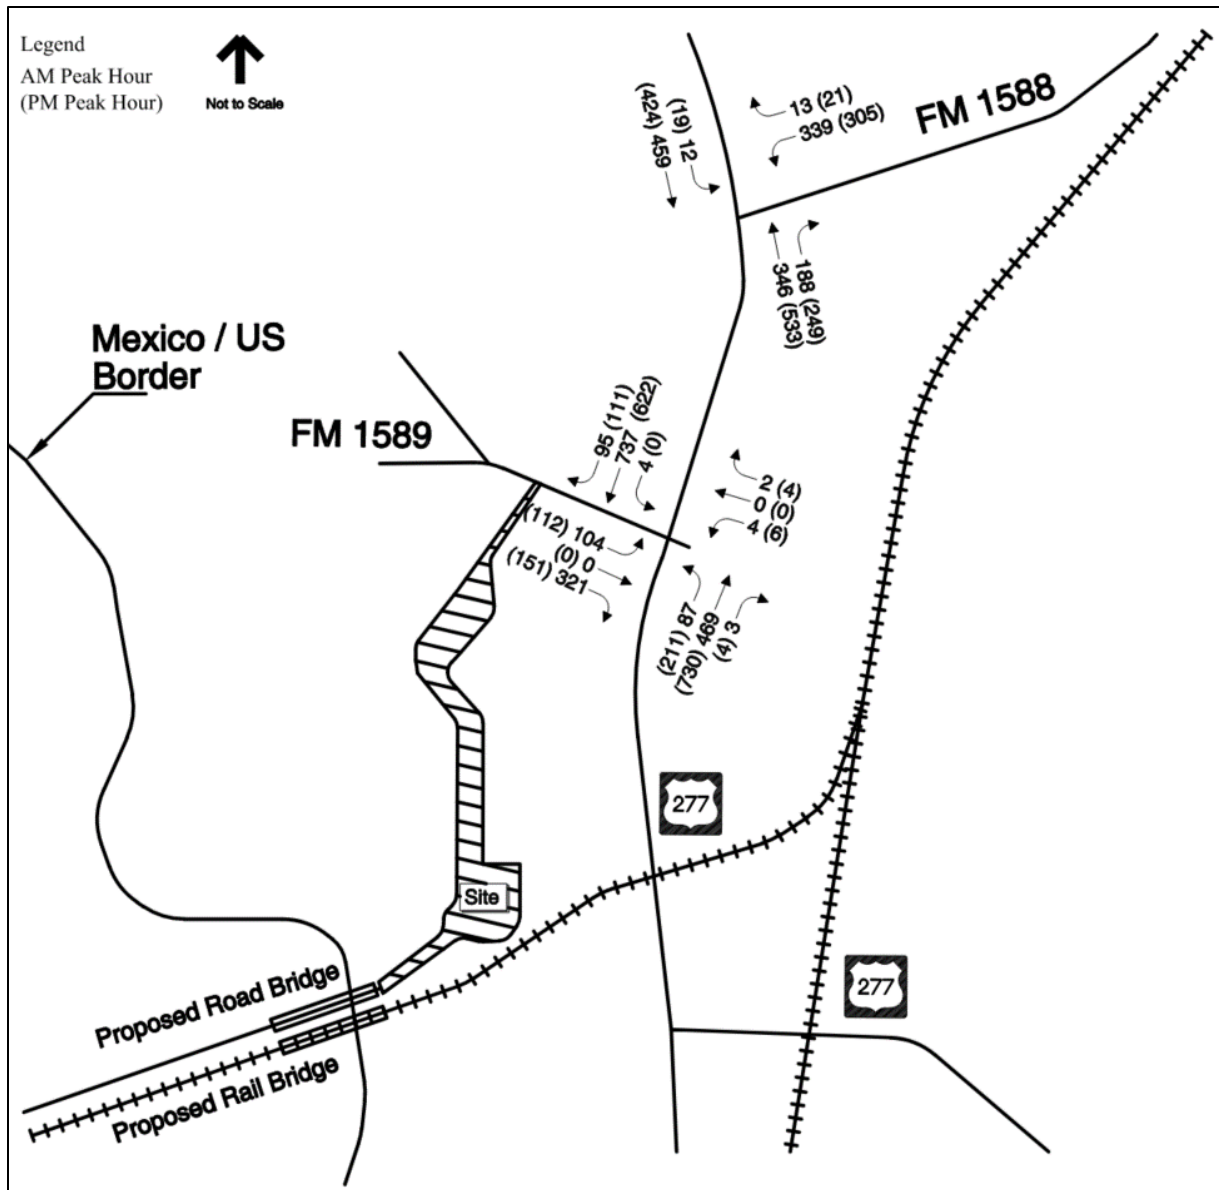 Legend
AM Peak Hour
(PM Peak Hour)
Not to Scale
(19) 12
(424) 459
13 (21)
339 (305)
FM 1588
188 (249)
346 (533)
Mexico / US
Border
FM 1589
95 (111)
737 (622)
4 (0)
2 (4)
0 (0)
4 (6)
(112) 104
(0) 0
(151) 321
(211) 87
(730) 469
(4) 3
277
Site
277
Proposed Road Bridge
Proposed Rail Bridge